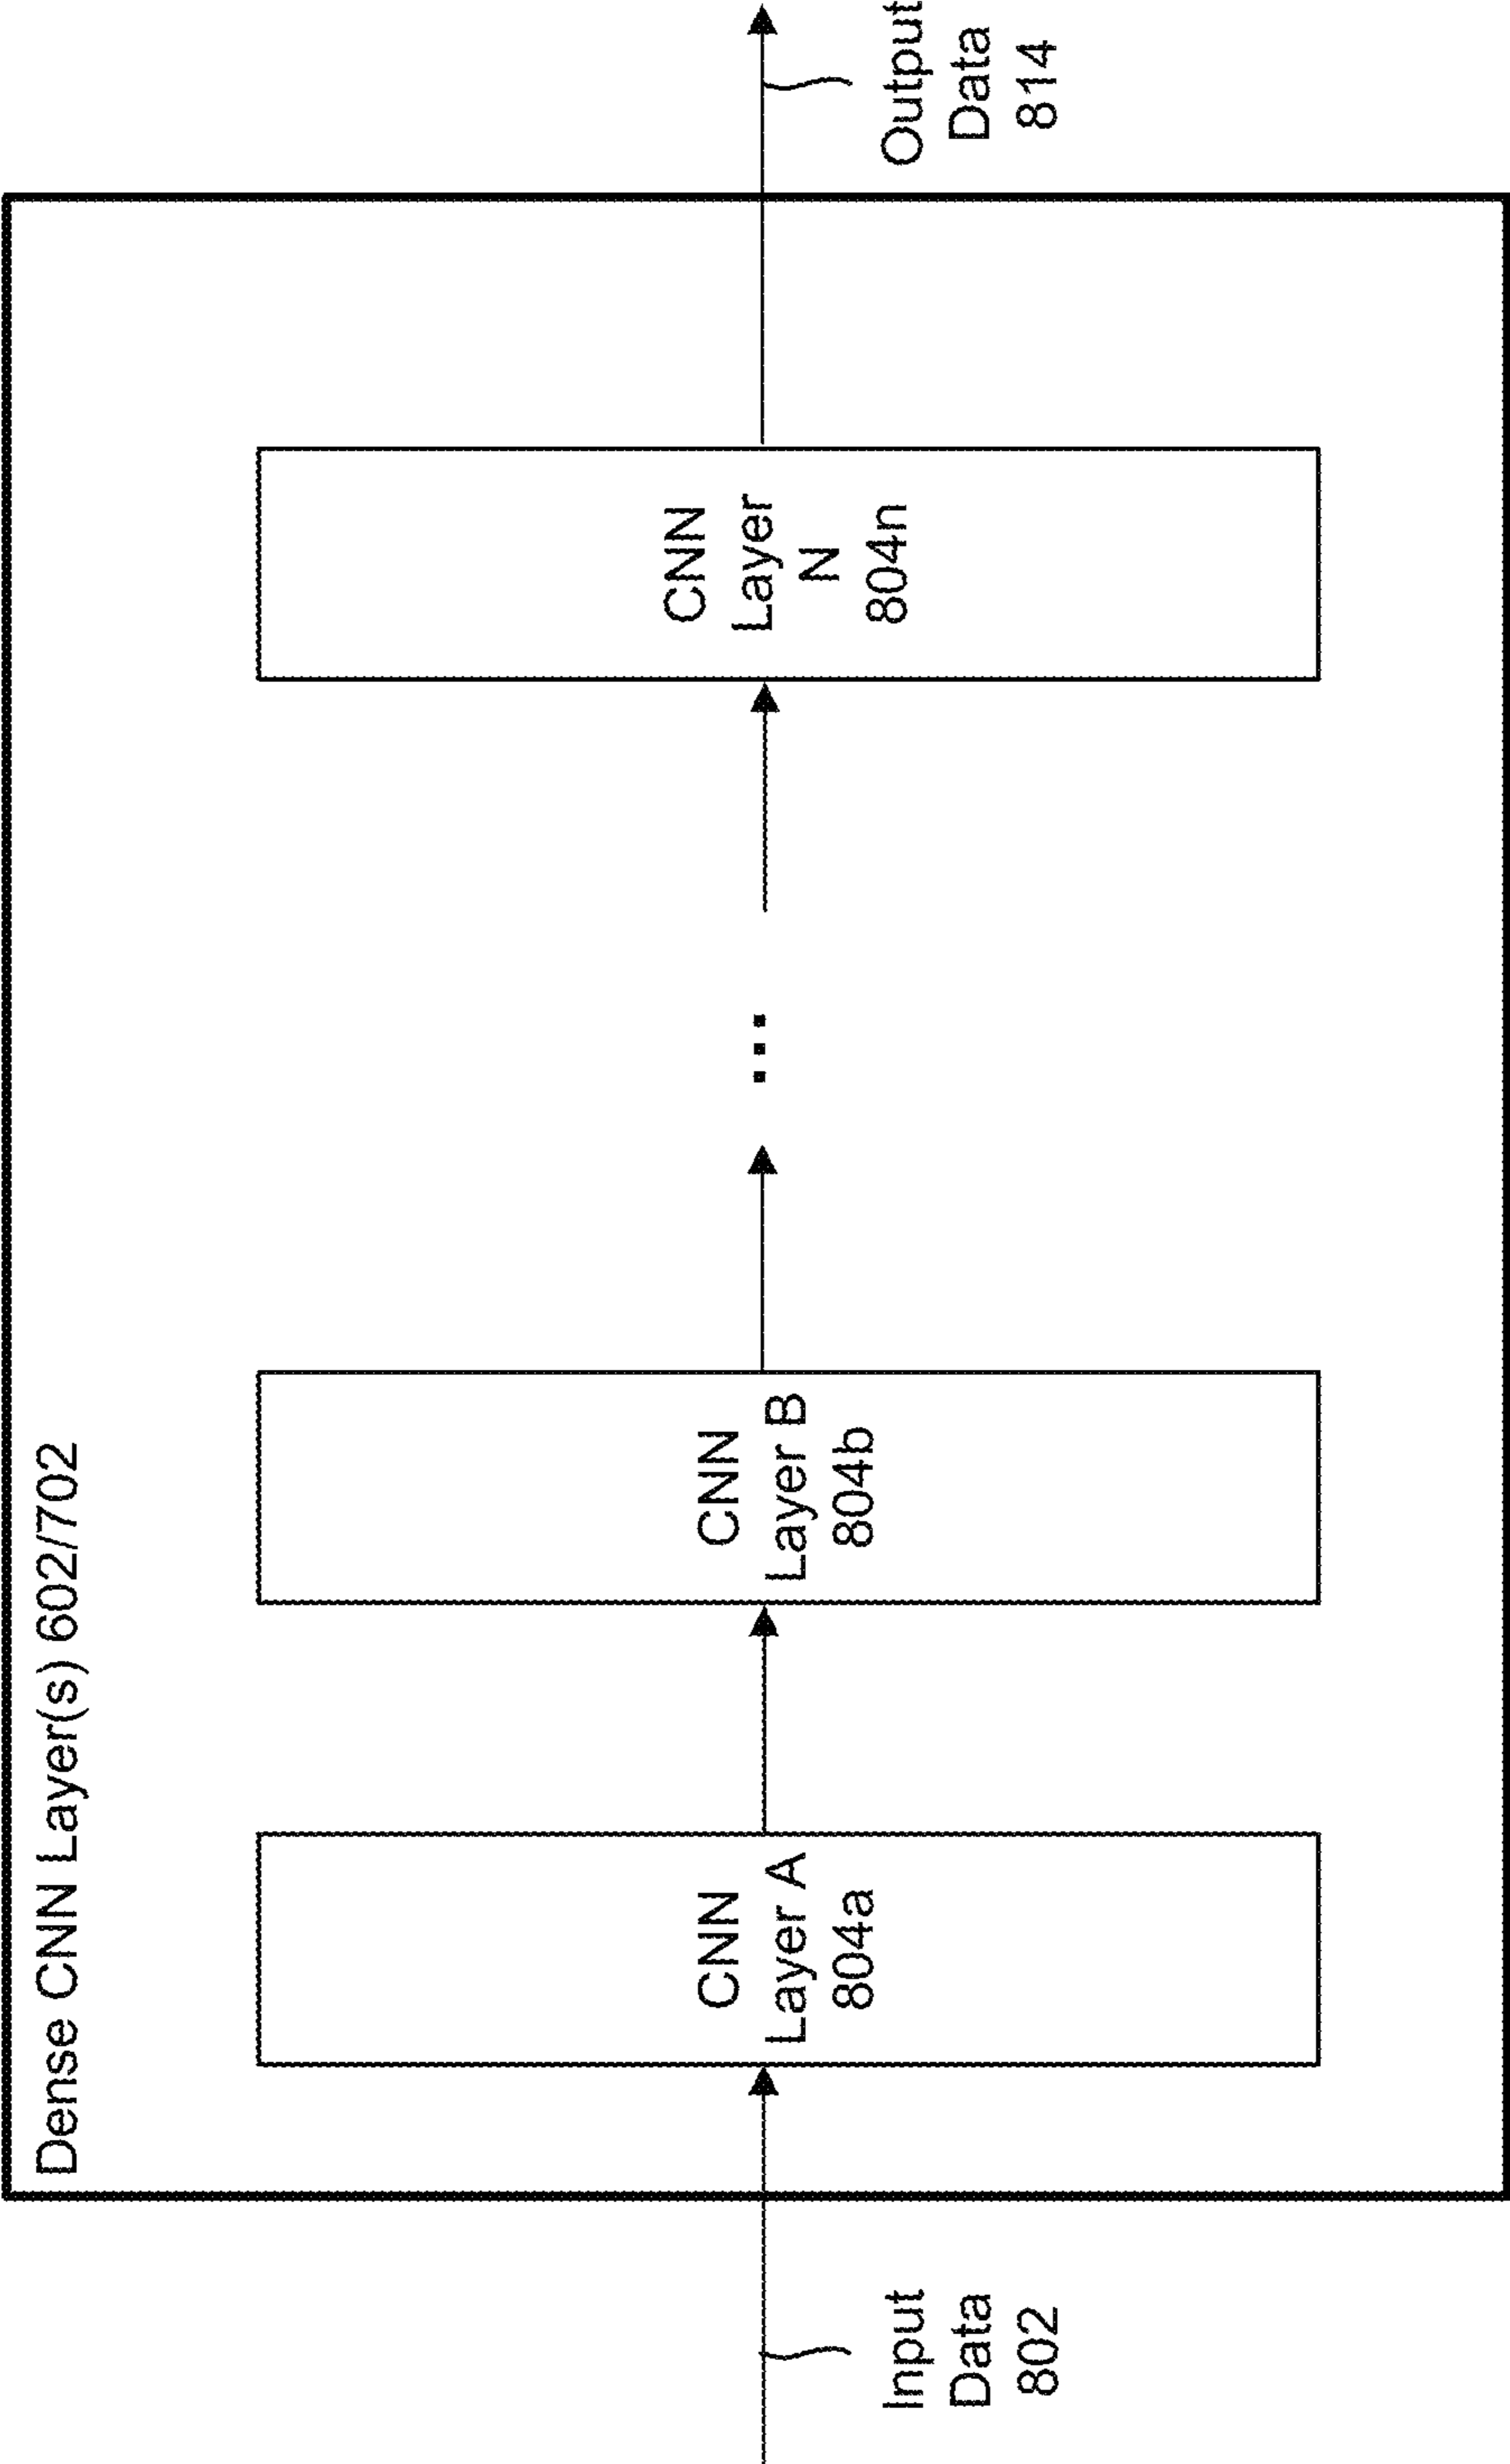 Dense CNN Layer(s) 602/702
Input
Data
802
CNN
Layer A
804a
CNN
Layer B
804b
...
CNN
Layer
N
804n
Output
Data
814